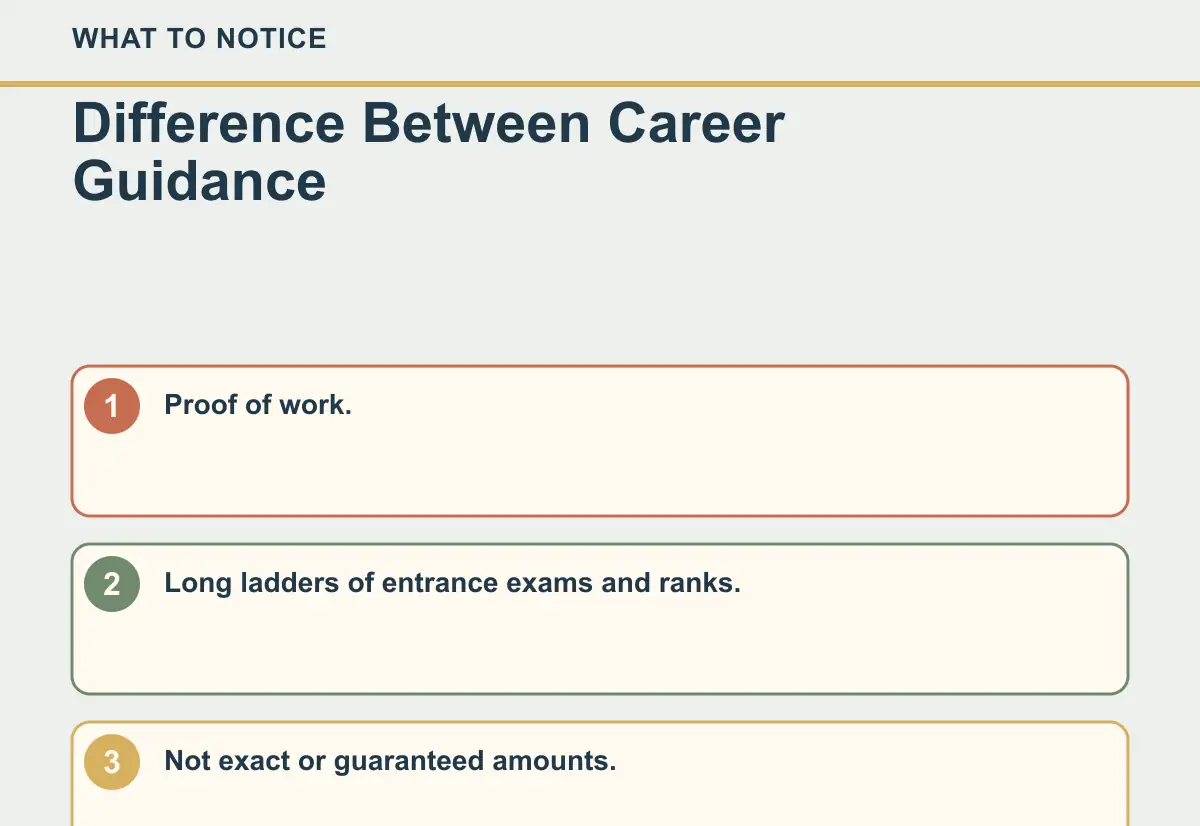 WHAT TO NOTICE
Difference Between Career
Guidance
1 Proof of work.
2 Long ladders of entrance exams and ranks.
3 Not exact or guaranteed amounts.